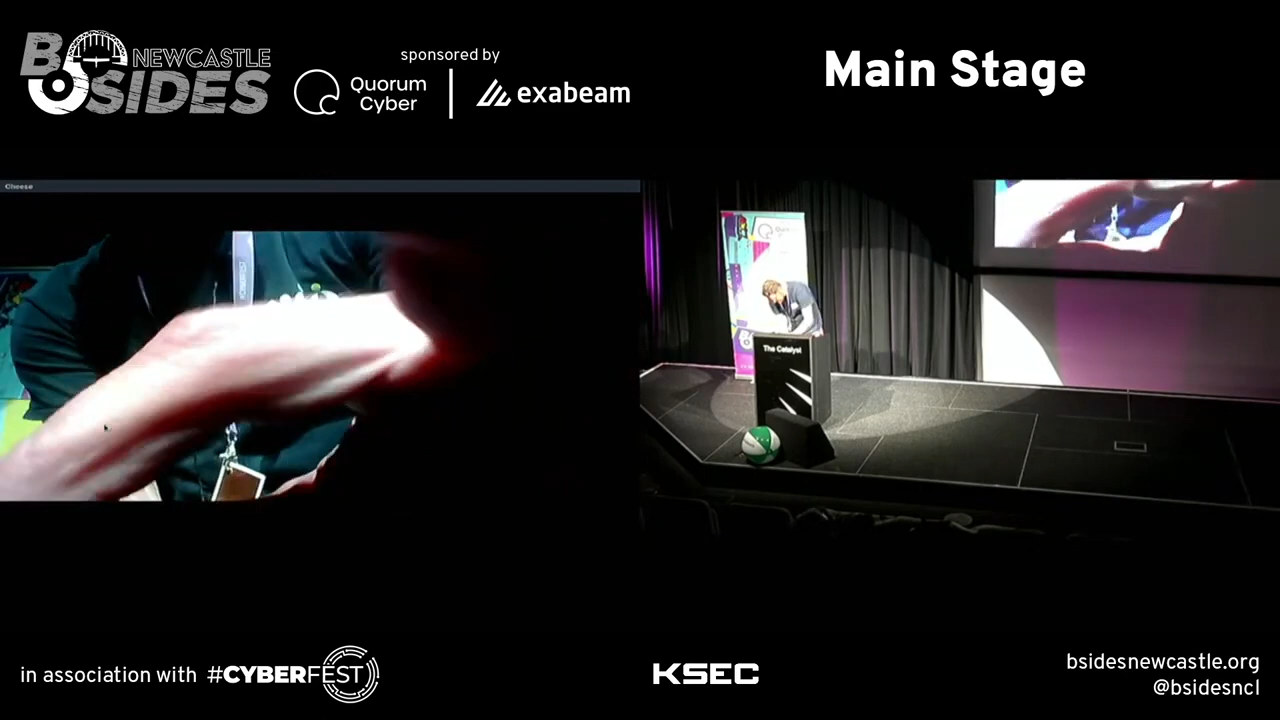 B
NEWCASTLE
SIDES
sponsored by
Quorum
Cyber
exabeam
Main Stage
Cheese
The Catalyst
in association with #CYBERFEST
KSEC
bsidesnewcastle.org
@bsidesncl